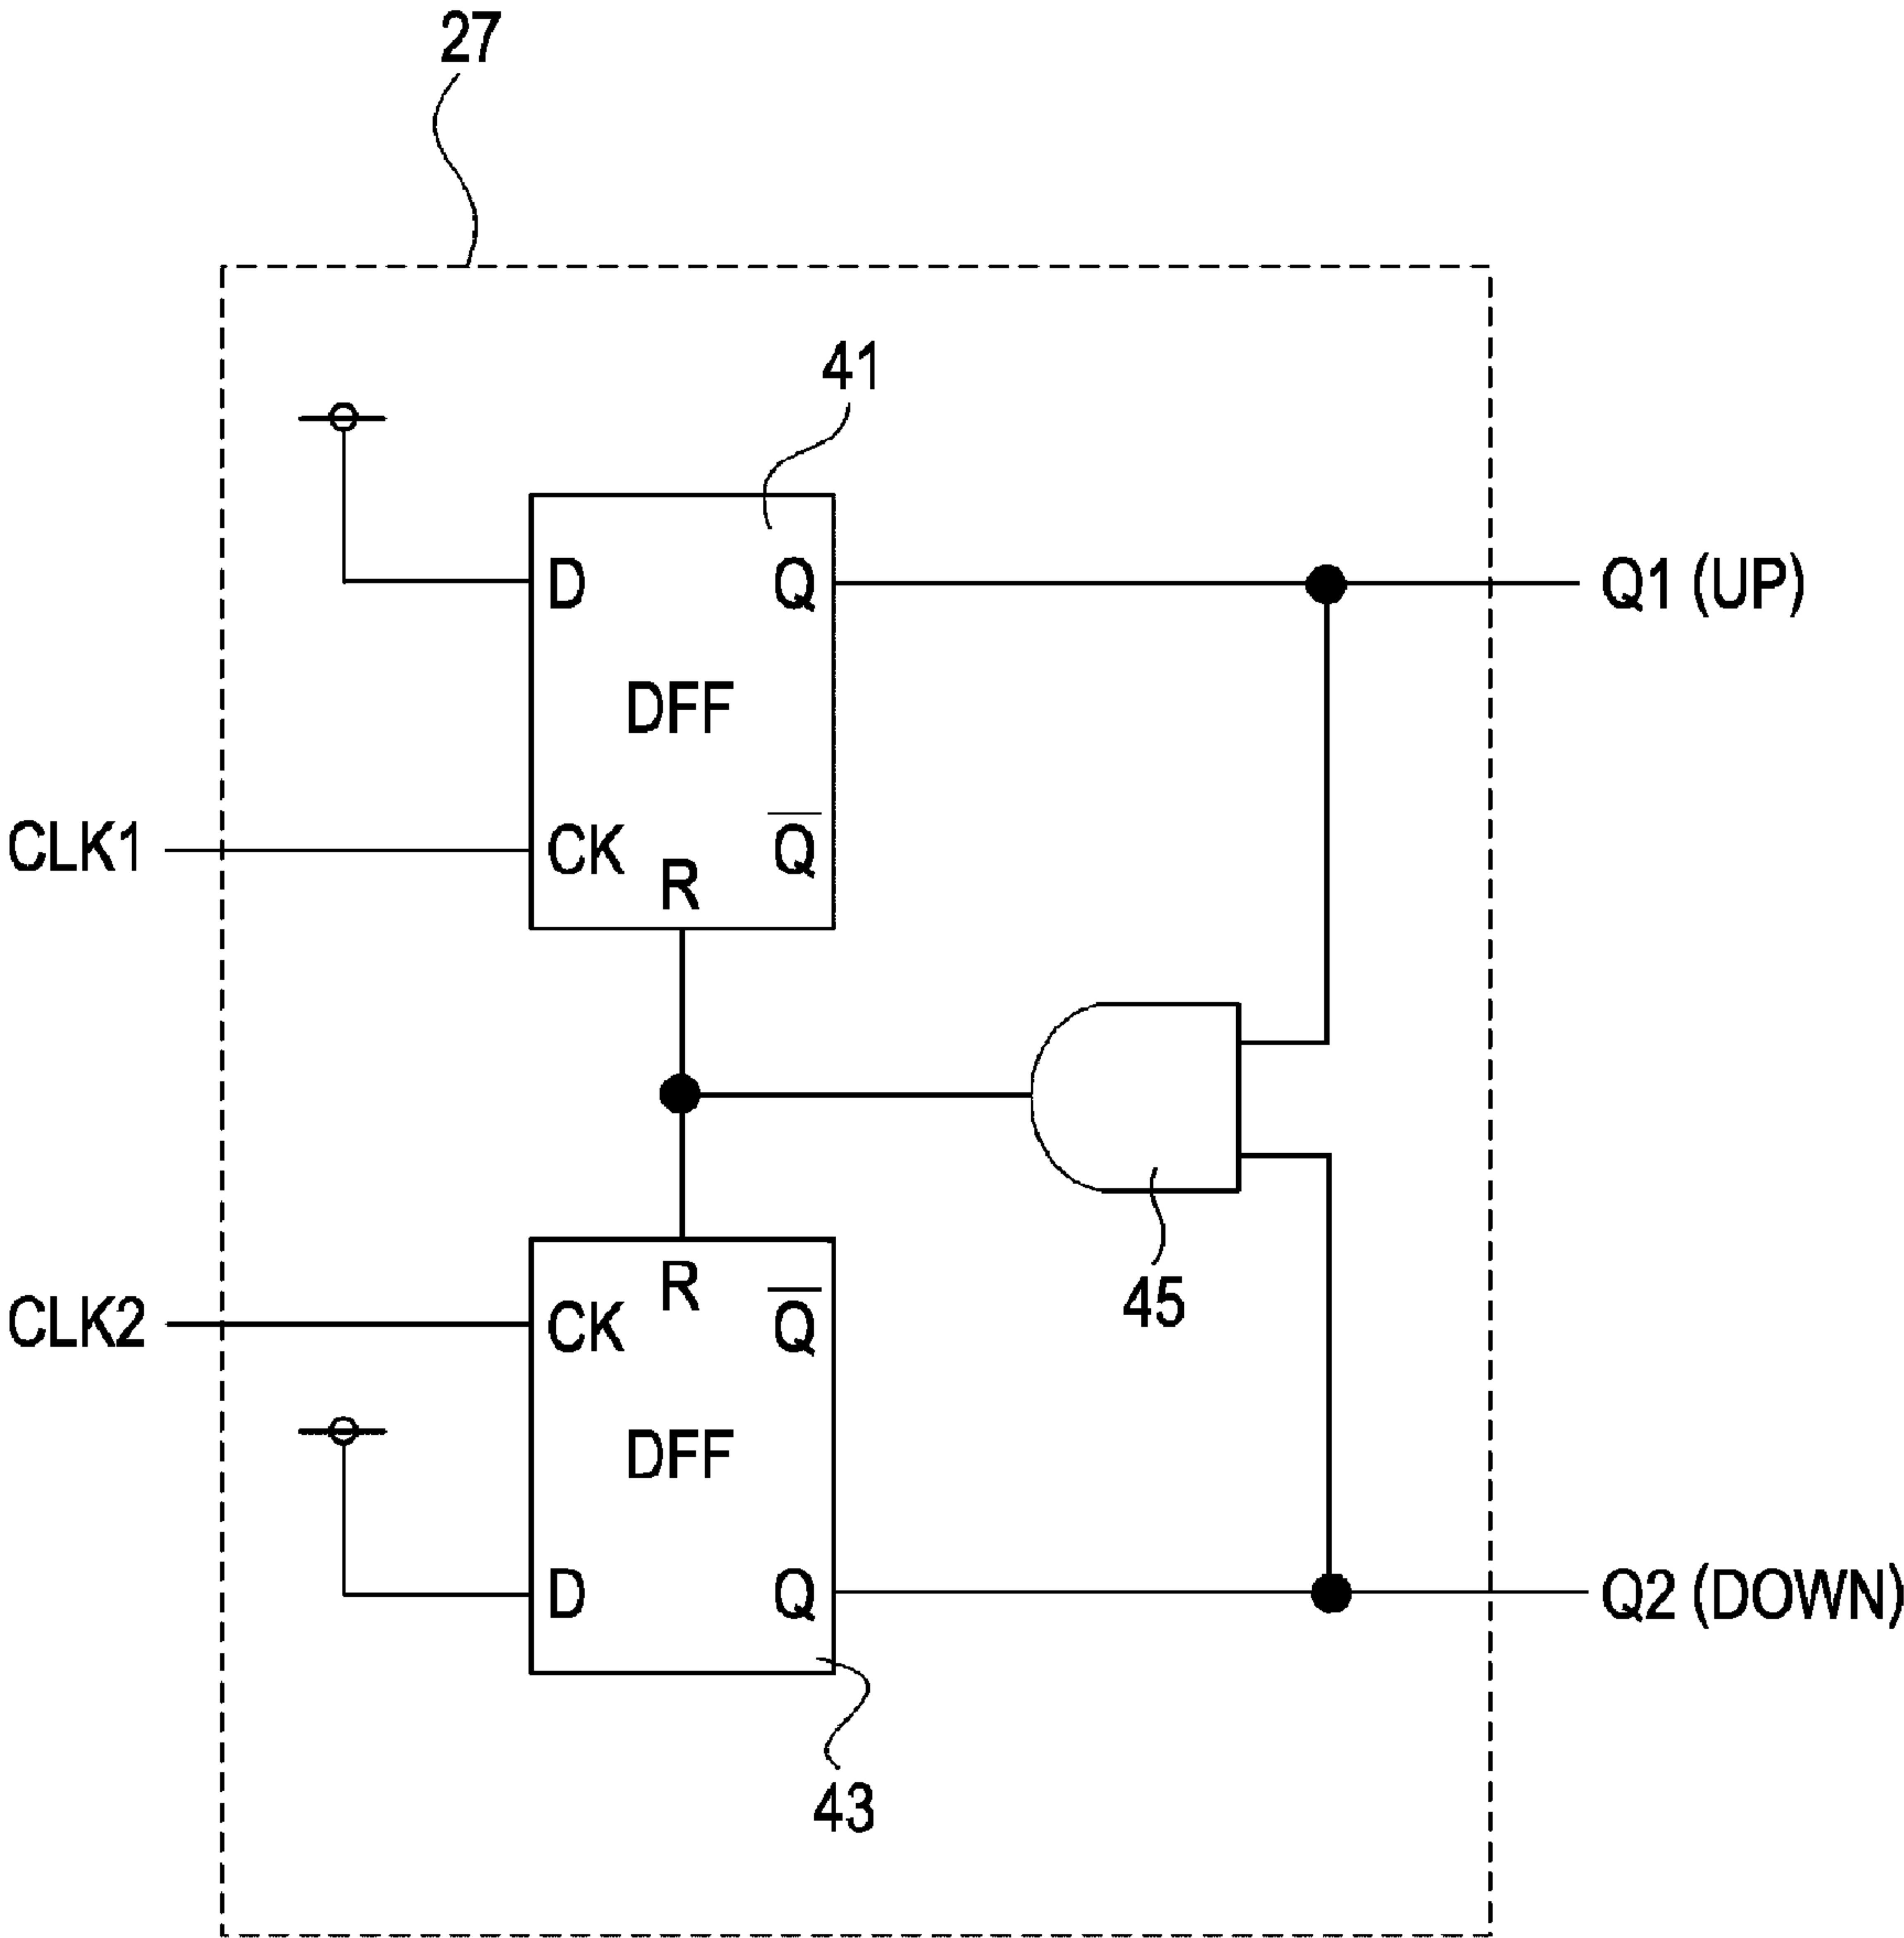 27
41
D Q
Q1 (UP)
DFF
CLK1
CK R Q̅
45
CLK2
CK R Q̅
DFF
D Q
Q2 (DOWN)
43